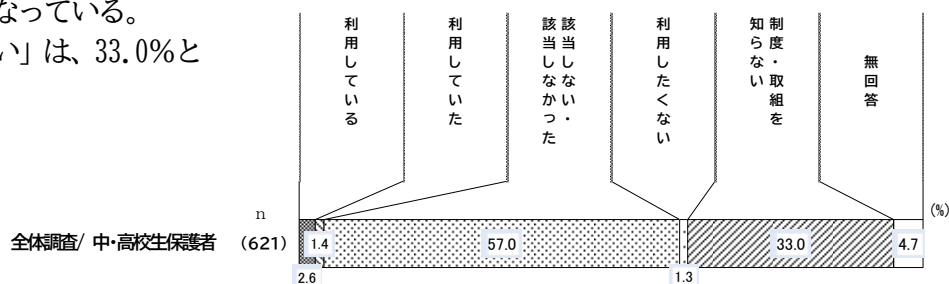 なっている。
い」は、33.0%と
利用している
利用していた
該当しない・
該当しなかった
利用したくない
制度・取組を
知らない
無回答
(%)
n
全体調査/ 中・高校生保護者 (621)
2.6
1.4
57.0
1.3
33.0
4.7